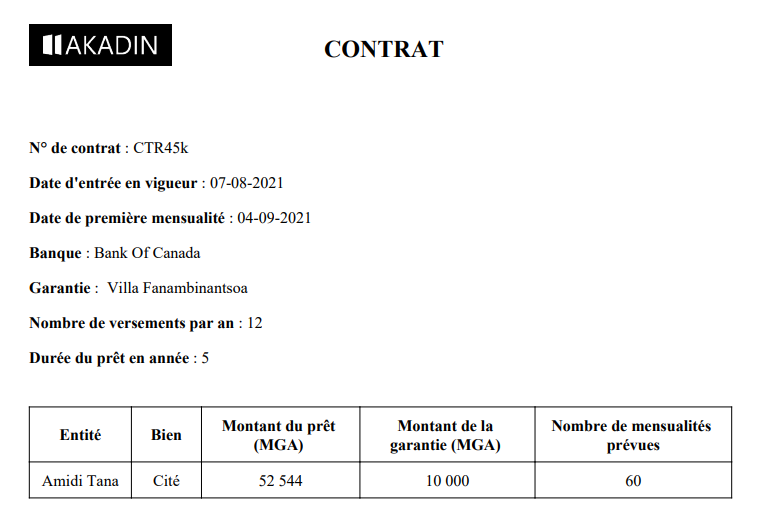 AKADIN
CONTRAT
N° de contrat : CTR45k
Date d'entrée en vigueur : 07-08-2021
Date de première mensualité : 04-09-2021
Banque : Bank Of Canada
Garantie : Villa Fanambinantsoa
Nombre de versements par an : 12
Durée du prêt en année : 5
Entité Bien Montant du prêt (MGA) Montant de la garantie (MGA) Nombre de mensualités prévues
Amidi Tana Cité 52 544 10 000 60